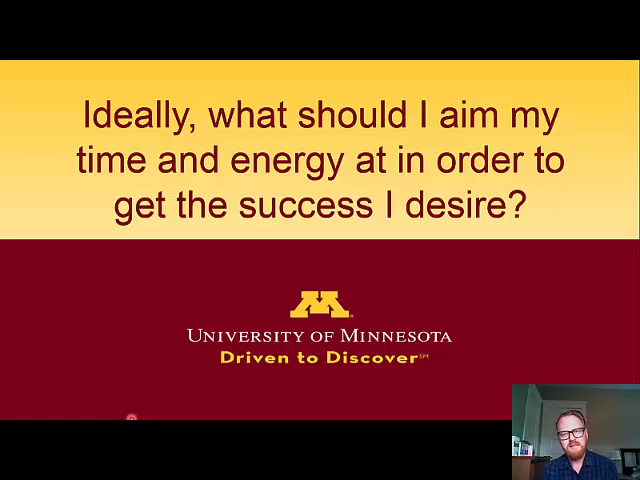 Ideally, what should I aim my
time and energy at in order to
get the success I desire?
M
UNIVERSITY OF MINNESOTA
Driven to Discover℠